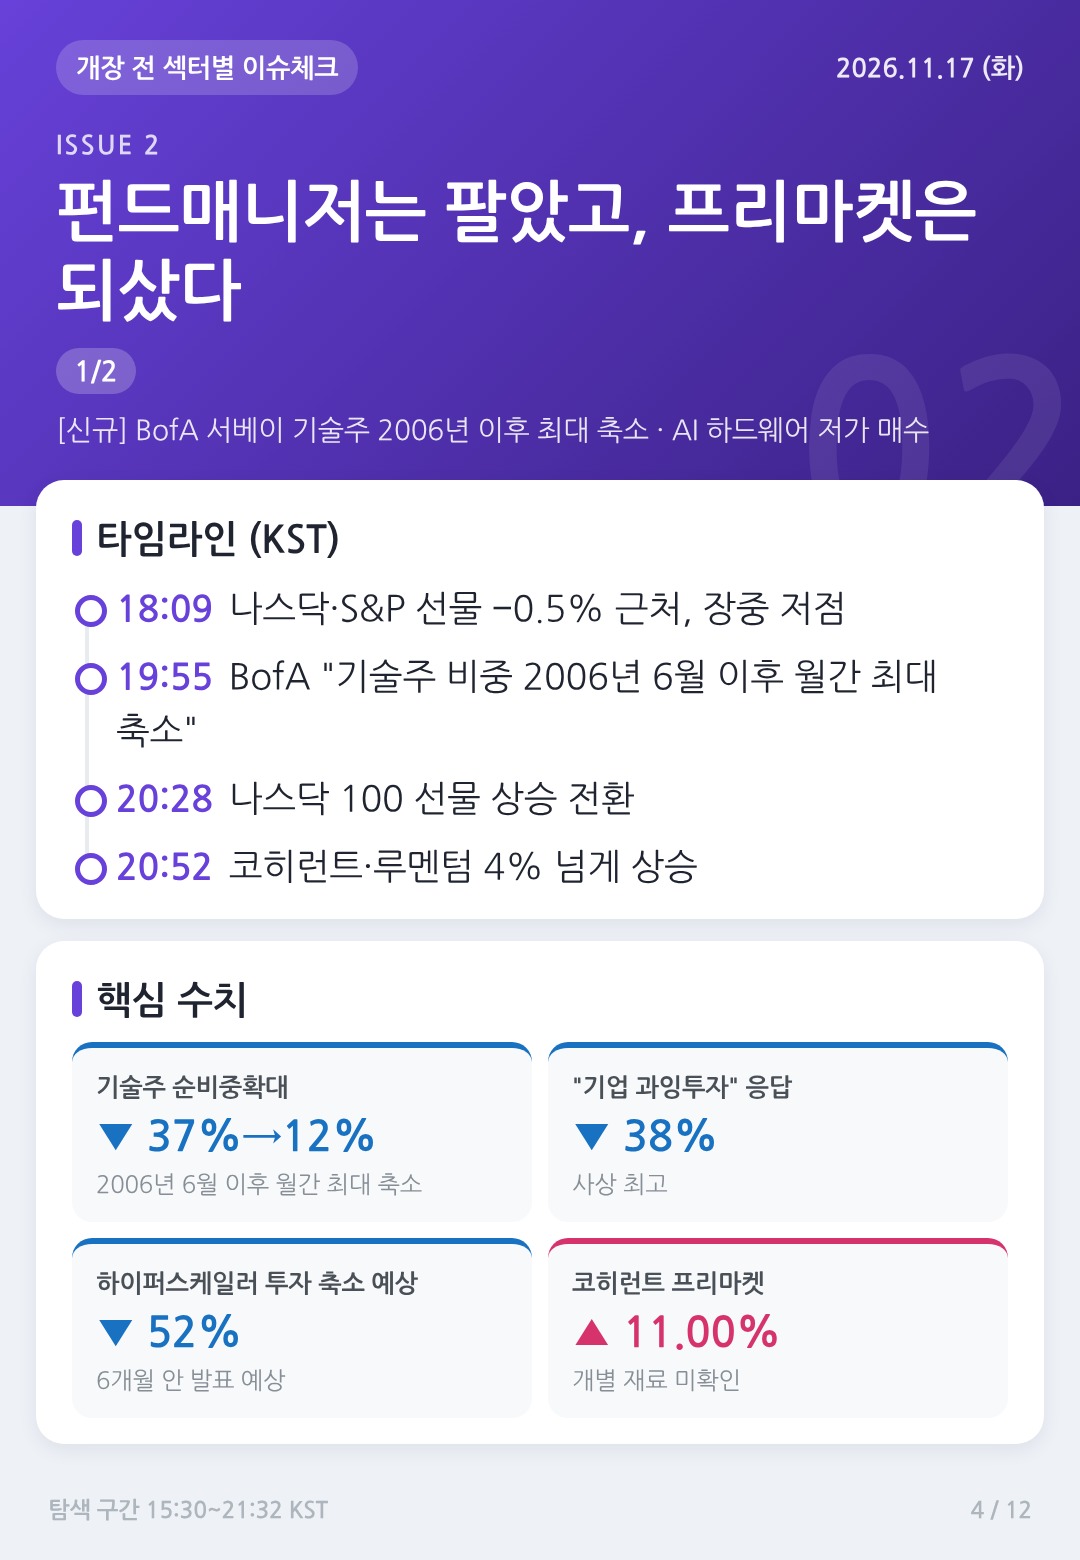 개장 전 섹터별 이슈체크
2026.11.17 (화)
ISSUE 2
펀드매니저는 팔았고, 프리마켓은
되샀다
1/2
[신규] BofA 서베이 기술주 2006년 이후 최대 축소 · AI 하드웨어 저가 매수
02
타임라인 (KST)
18:09 나스닥·S&P 선물 −0.5% 근처, 장중 저점
19:55 BofA "기술주 비중 2006년 6월 이후 월간 최대
축소"
20:28 나스닥 100 선물 상승 전환
20:52 코히런트·루멘텀 4% 넘게 상승
핵심 수치
기술주 순비중확대
▼ 37%→12%
2006년 6월 이후 월간 최대 축소
"기업 과잉투자" 응답
▼ 38%
사상 최고
하이퍼스케일러 투자 축소 예상
▼ 52%
6개월 안 발표 예상
코히런트 프리마켓
▲ 11.00%
개별 재료 미확인
탐색 구간 15:30~21:32 KST
4 / 12